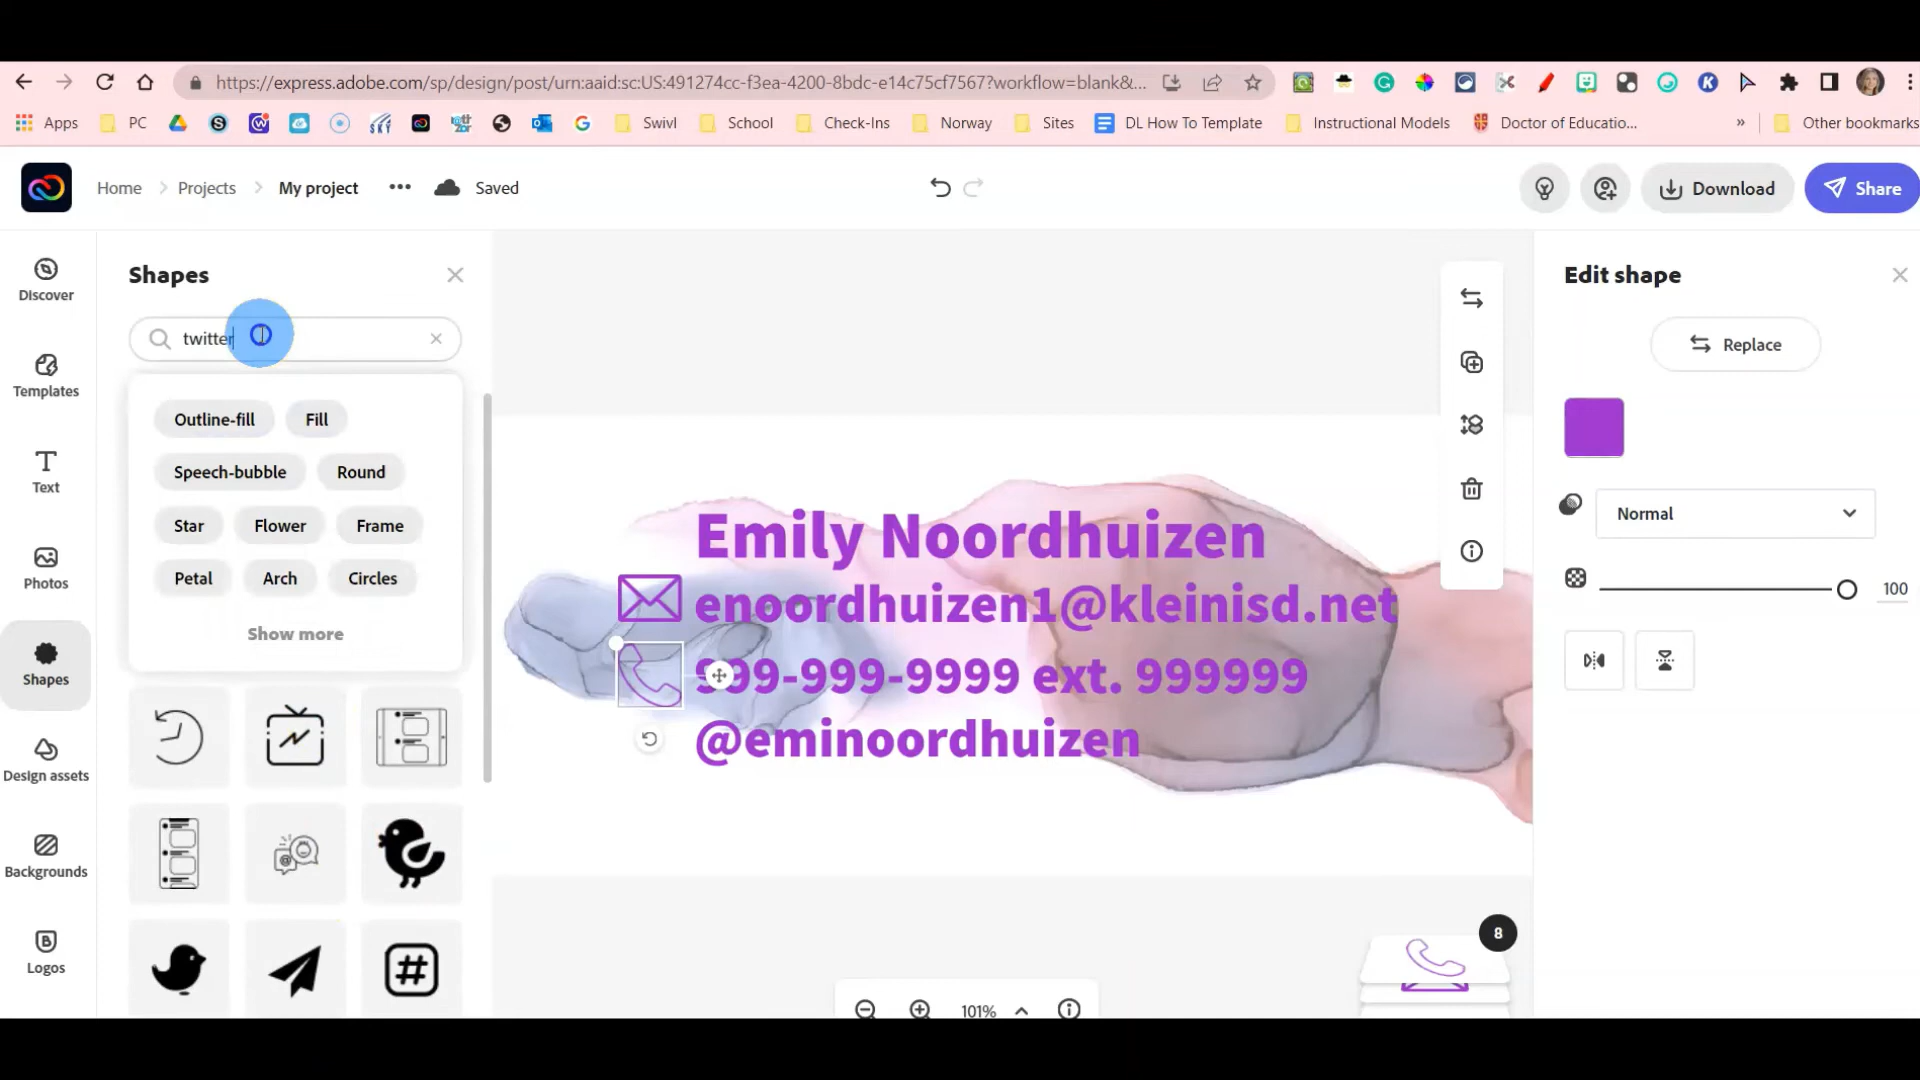 https://express.adobe.com/sp/design/post/urn:aaid:sc:US:491274cc-f3ea-4200-8bdc-e14c75cf7567?workflow=blank&...
Apps PC Swivl School Check-Ins Norway Sites DL How To Template Instructional Models Doctor of Educatio... » Other bookmarks
Home Projects My project ••• Saved Download Share
Discover
Templates
Text
Photos
Shapes
Design assets
Backgrounds
Logos
Shapes
twitter
Outline-fill Fill
Speech-bubble Round
Star Flower Frame
Petal Arch Circles
Show more
Emily Noordhuizen
enoordhuizen1@kleinisd.net
999-999-9999 ext. 999999
@eminoordhuizen
8
101%
Edit shape
Replace
Normal
100